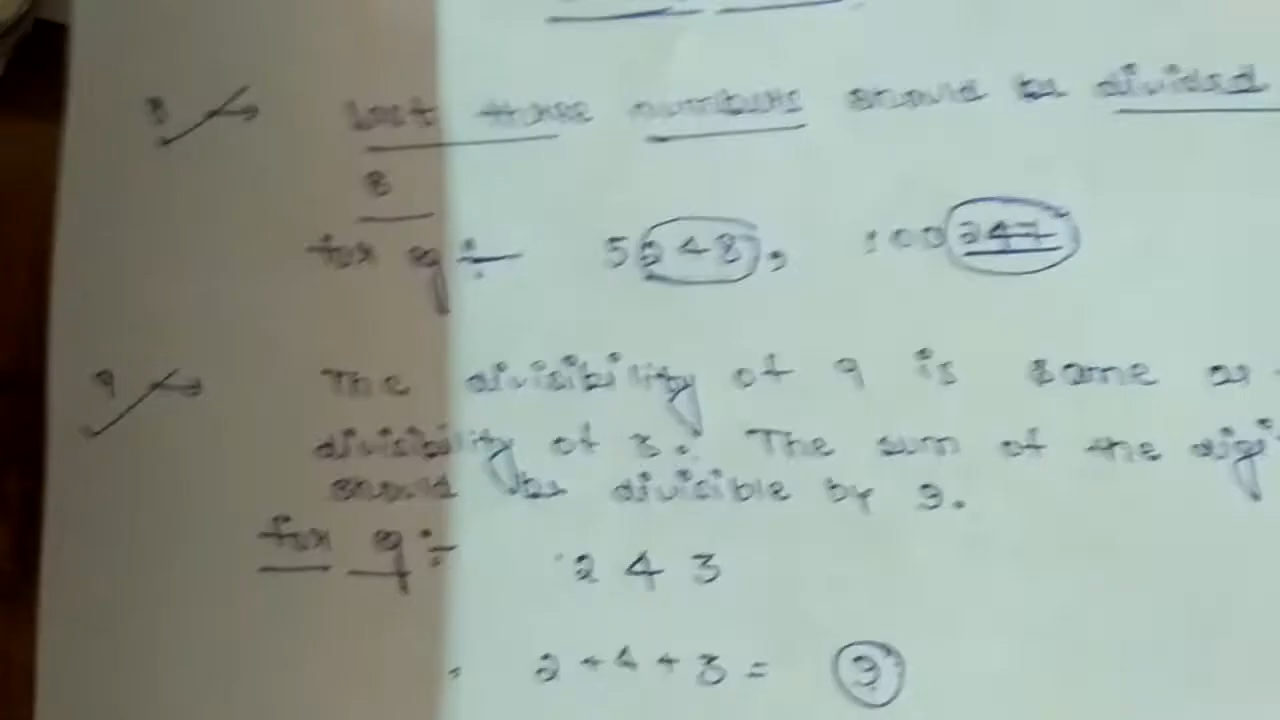 8 → Last three numbers should be divided
8
for eg ÷ 5248, 100247
9 → The divisibility of 9 is same as
divisibility of 3. The sum of the digi
should be divisible by 9.
for eg ÷ 243
2+4+3 = 9